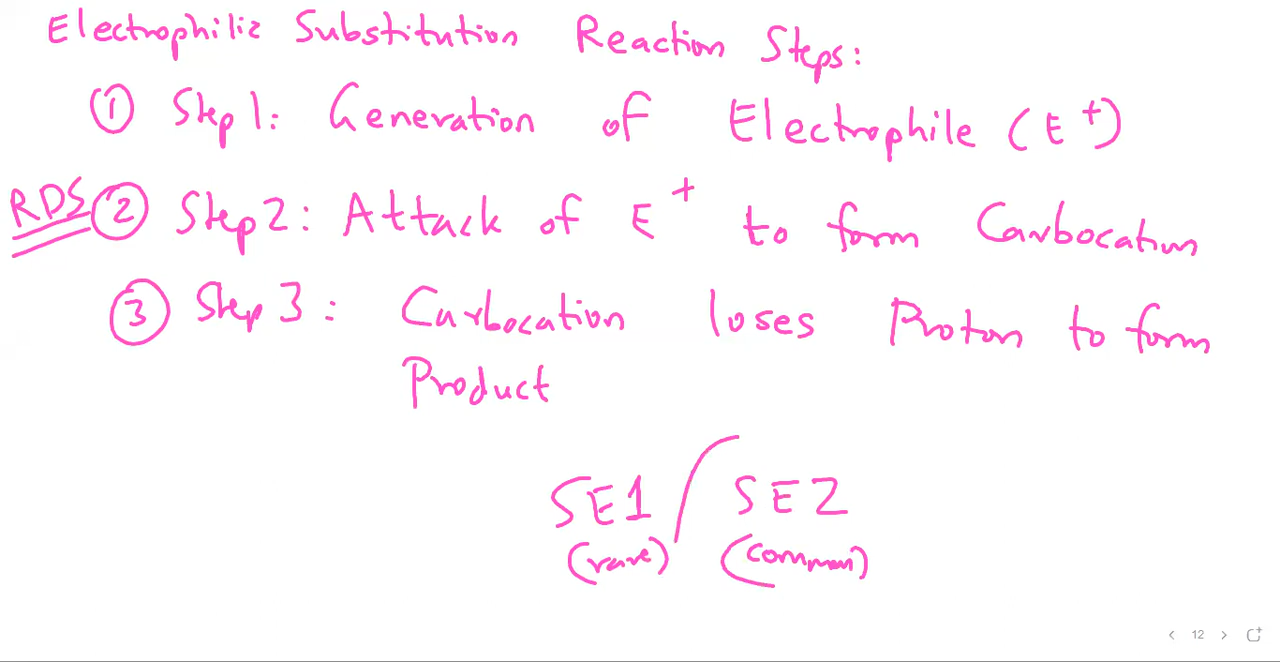 Electrophilic Substitution Reaction Steps:
① Step 1: Generation of Electrophile (E⁺)
RDS ② Step 2: Attack of E⁺ to form Carbocation
③ Step 3: Carbocation loses Proton to form
Product
SE1 / SE2
(rare) (common)
12